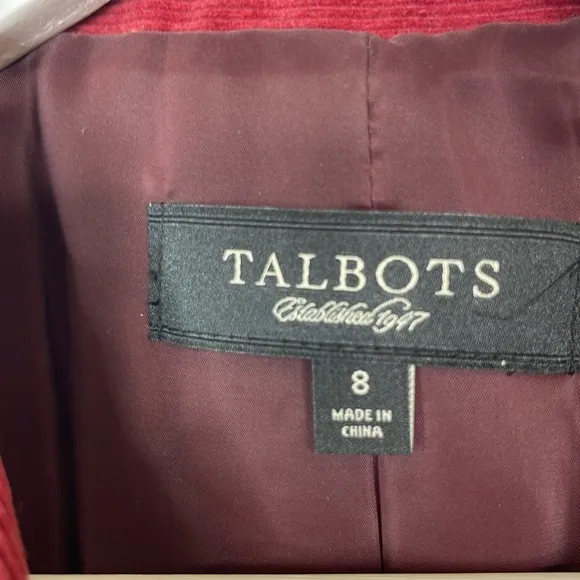 TALBOTS
Established 1947
8
MADE IN
CHINA